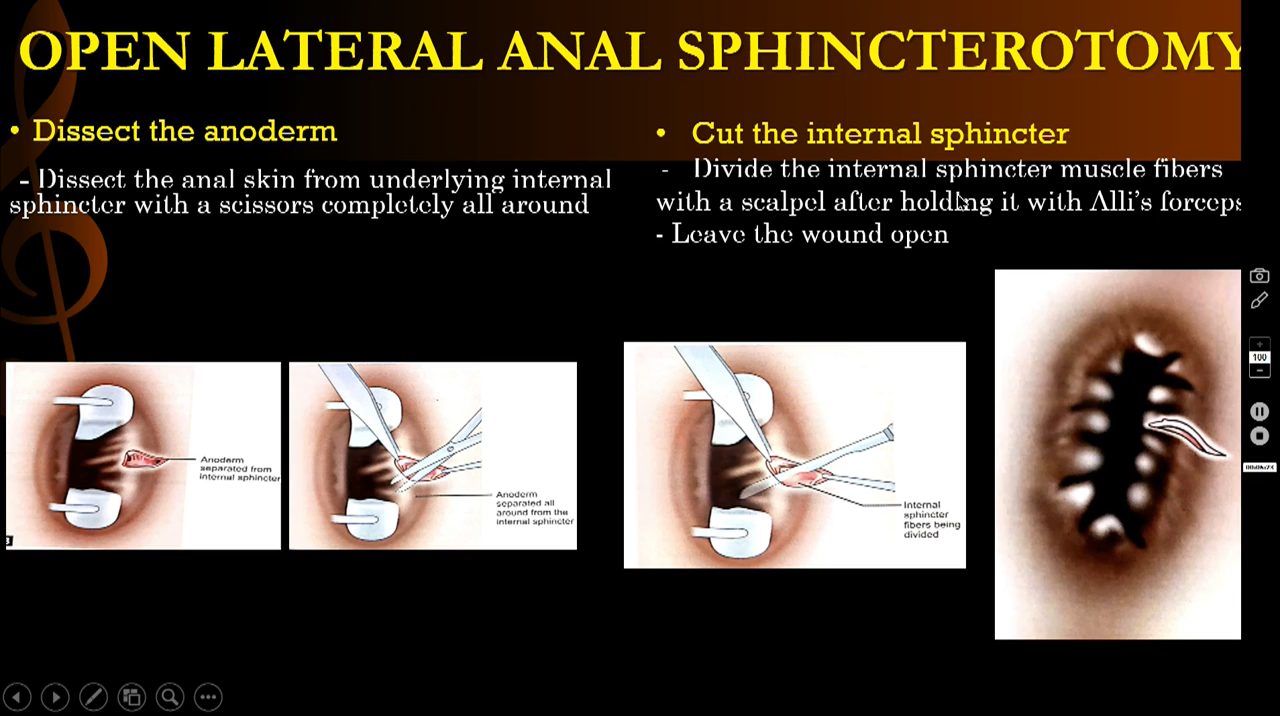 OPEN LATERAL ANAL SPHINCTEROTOMY
• Dissect the anoderm
- Dissect the anal skin from underlying internal
sphincter with a scissors completely all around
• Cut the internal sphincter
- Divide the internal sphincter muscle fibers
with a scalpel after holding it with Alli's forceps
- Leave the wound open
Anoderm
separated from
internal sphincter
Anoderm
separated all
around from the
internal sphincter
Internal
sphincter
fibers being
divided
100